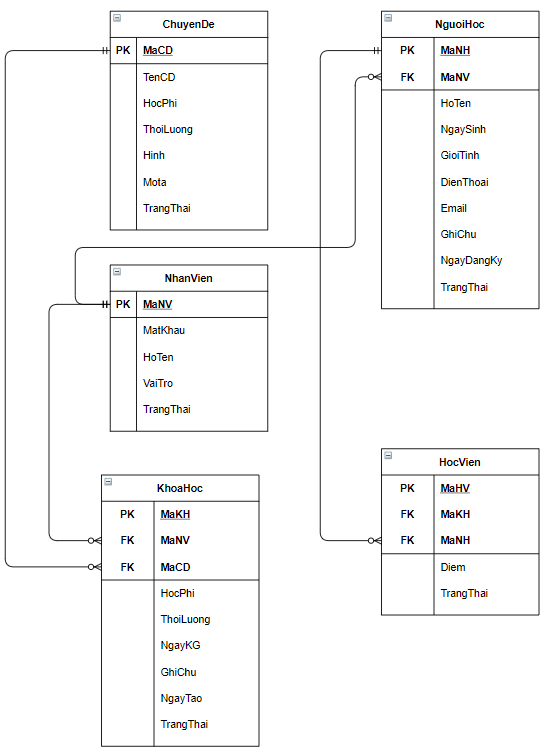 ChuyenDe
PK MaCD
TenCD
HocPhi
ThoiLuong
Hinh
Mota
TrangThai
NguoiHoc
PK MaNH
FK MaNV
HoTen
NgaySinh
GioiTinh
DienThoai
Email
GhiChu
NgayDangKy
TrangThai
NhanVien
PK MaNV
MatKhau
HoTen
VaiTro
TrangThai
KhoaHoc
PK MaKH
FK MaNV
FK MaCD
HocPhi
ThoiLuong
NgayKG
GhiChu
NgayTao
TrangThai
HocVien
PK MaHV
FK MaKH
FK MaNH
Diem
TrangThai